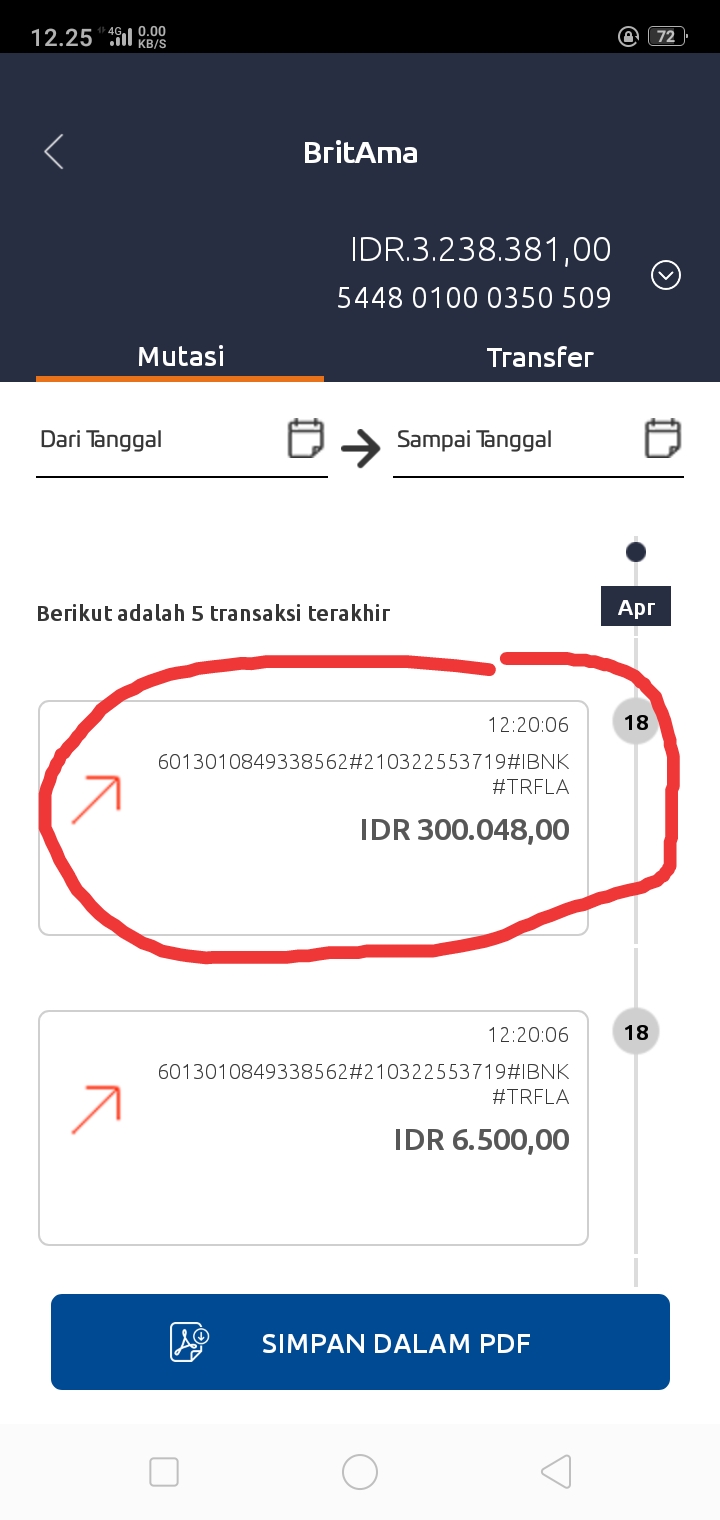 12.25 4G 0.00 KB/S 72
BritAma
IDR.3.238.381,00
5448 0100 0350 509
Mutasi Transfer
Dari Tanggal Sampai Tanggal
Berikut adalah 5 transaksi terakhir Apr
12:20:06 18
6013010849338562#210322553719#IBNK
#TRFLA
IDR 300.048,00
12:20:06 18
6013010849338562#210322553719#IBNK
#TRFLA
IDR 6.500,00
SIMPAN DALAM PDF